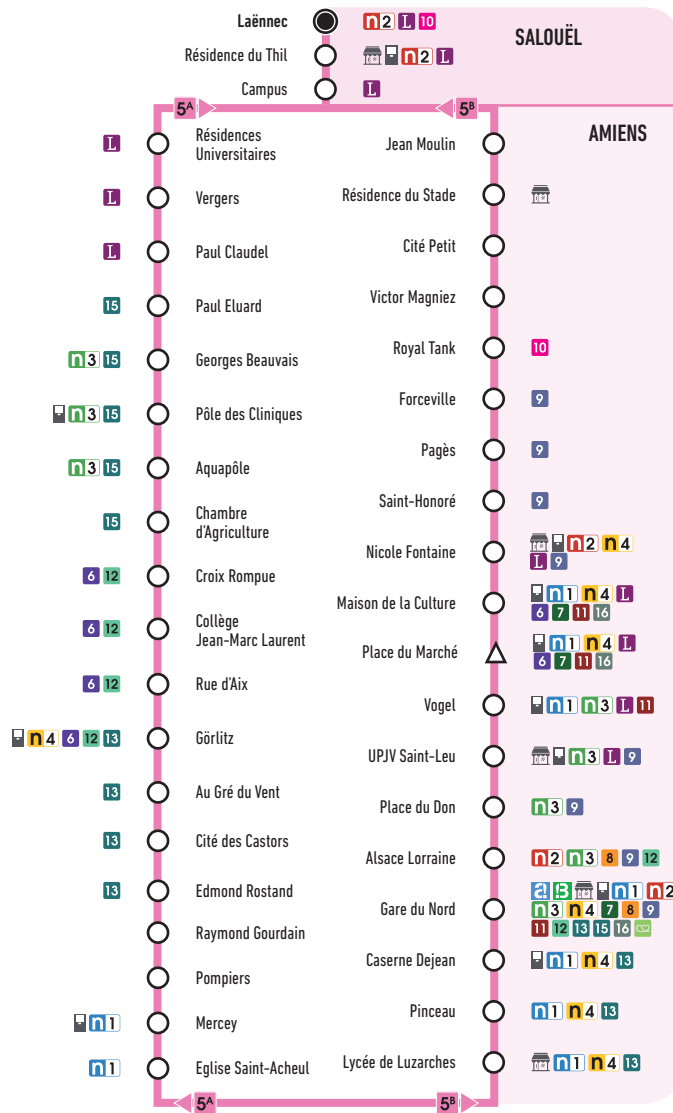 Laënnec n2 L 10
SALOUËL
Résidence du Thil n2 L
Campus L
5A 5B
AMIENS
L Résidences
Universitaires
L Vergers
L Paul Claudel
15 Paul Eluard
n3 15 Georges Beauvais
n3 15 Pôle des Cliniques
n3 15 Aquapôle
15 Chambre
d'Agriculture
6 12 Croix Rompue
6 12 Collège
Jean-Marc Laurent
6 12 Rue d'Aix
n4 6 12 13 Görlitz
13 Au Gré du Vent
13 Cité des Castors
13 Edmond Rostand
Raymond Gourdain
Pompiers
n1 Mercey
n1 Eglise Saint-Acheul
Jean Moulin
Résidence du Stade
Cité Petit
Victor Magniez
Royal Tank 10
Forceville 9
Pagès 9
Saint-Honoré 9
Nicole Fontaine n2 n4
L 9
Maison de la Culture n1 n4 L
6 7 11 16
Place du Marché n1 n4 L
6 7 11 16
Vogel n1 n3 L 11
UPJV Saint-Leu n3 L 9
Place du Don n3 9
Alsace Lorraine n2 n3 8 9 12
a B n1 n2
Gare du Nord n3 n4 7 8 9
11 12 13 15 16
Caserne Dejean n1 n4 13
Pinceau n1 n4 13
Lycée de Luzarches n1 n4 13
5A 5B